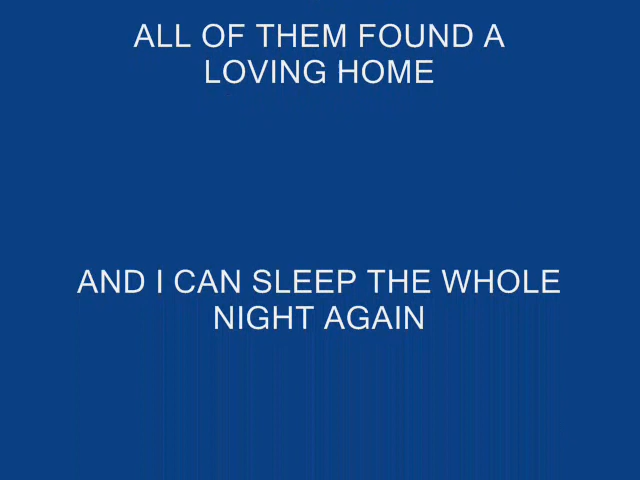 ALL OF THEM FOUND A
LOVING HOME
AND I CAN SLEEP THE WHOLE
NIGHT AGAIN